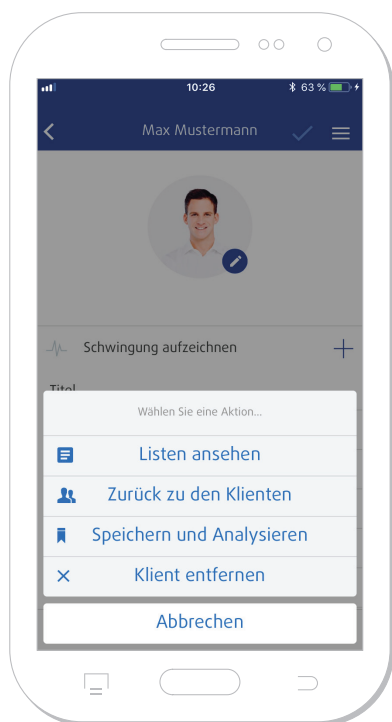 10:26
63 %
Max Mustermann
Schwingung aufzeichnen
Titel
Wählen Sie eine Aktion...
Listen ansehen
Zurück zu den Klienten
Speichern und Analysieren
Klient entfernen
Abbrechen